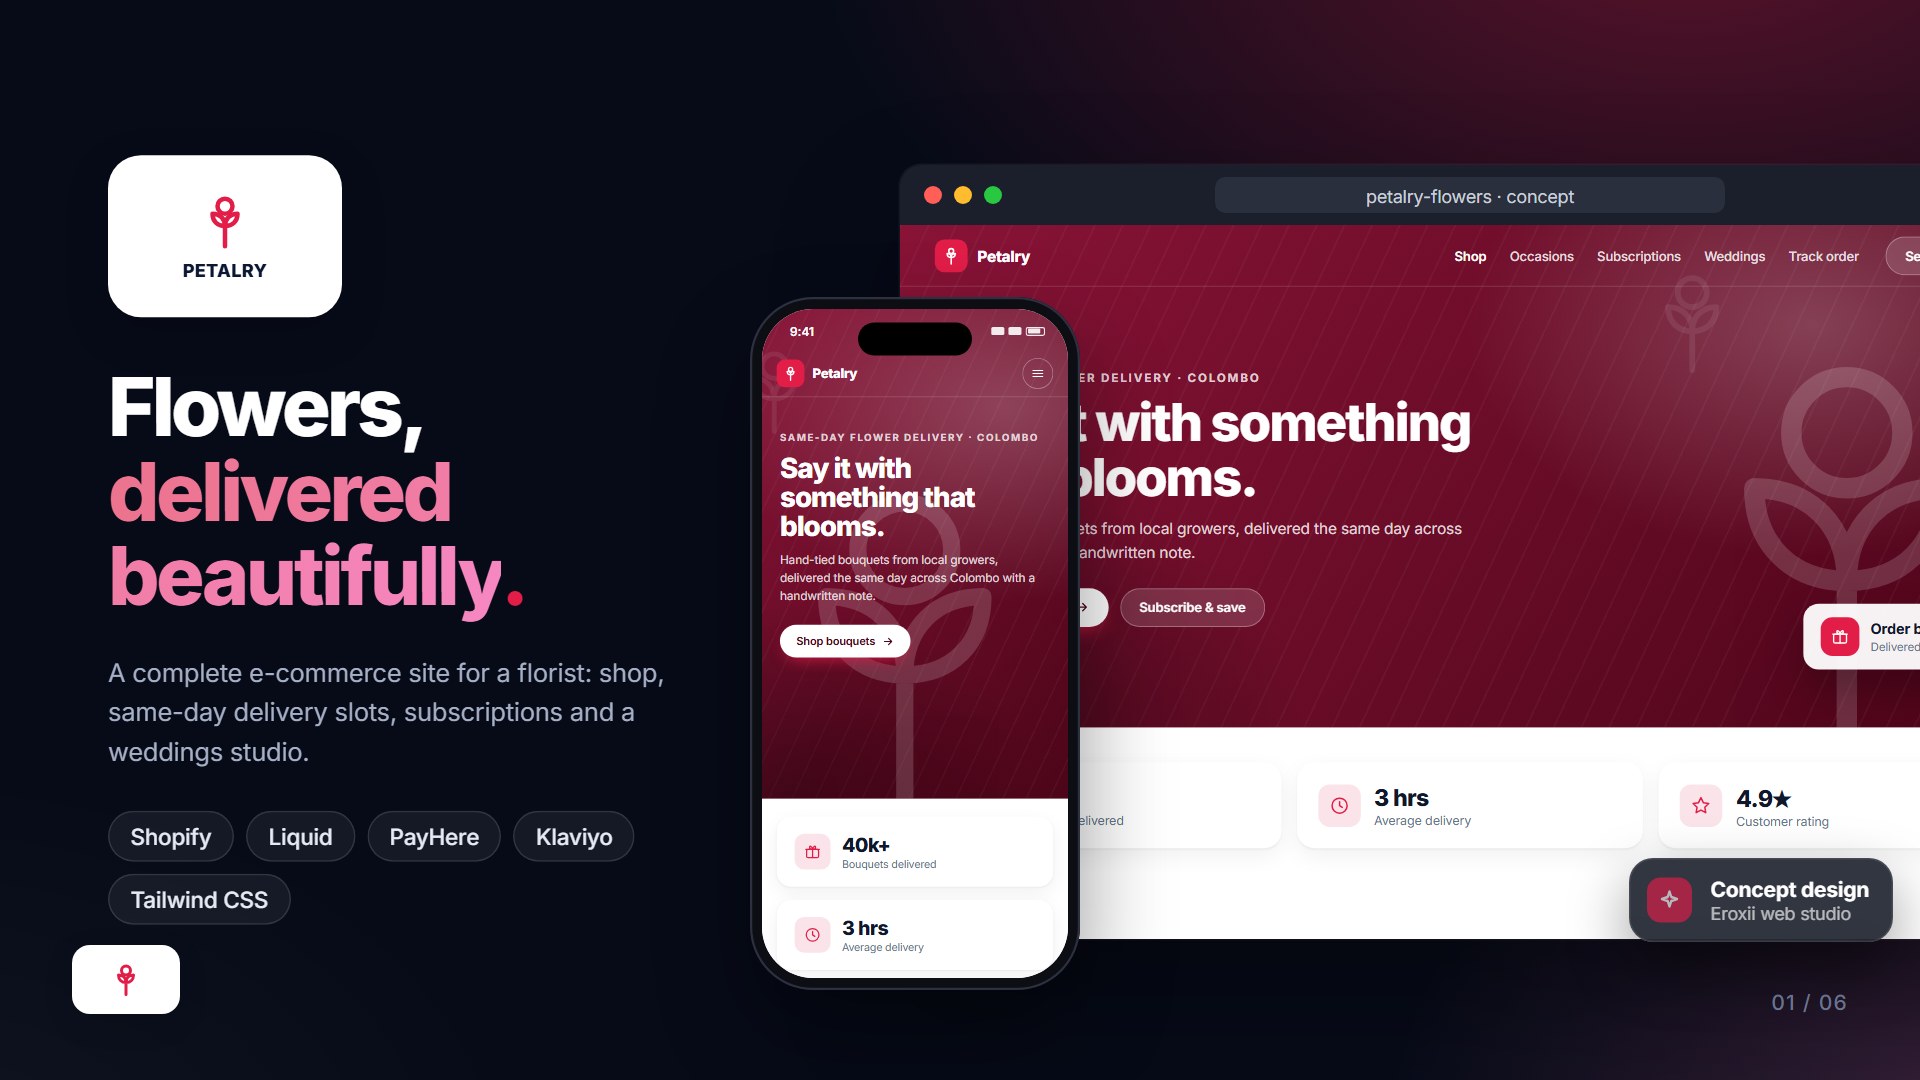 PETALRY
Flowers,
delivered
beautifully.
A complete e-commerce site for a florist: shop,
same-day delivery slots, subscriptions and a
weddings studio.
Shopify
Liquid
PayHere
Klaviyo
Tailwind CSS
9:41
Petalry
SAME-DAY FLOWER DELIVERY · COLOMBO
Say it with
something that
blooms.
Hand-tied bouquets from local growers,
delivered the same day across Colombo with a
handwritten note.
Shop bouquets →
40k+
Bouquets delivered
3 hrs
Average delivery
petalry-flowers · concept
Petalry
Shop
Occasions
Subscriptions
Weddings
Track order
ER DELIVERY · COLOMBO
t with something
blooms.
ets from local growers, delivered the same day across
andwritten note.
→
Subscribe & save
Order b
Delivered
elivered
3 hrs
Average delivery
4.9★
Customer rating
Concept design
Eroxii web studio
01 / 06